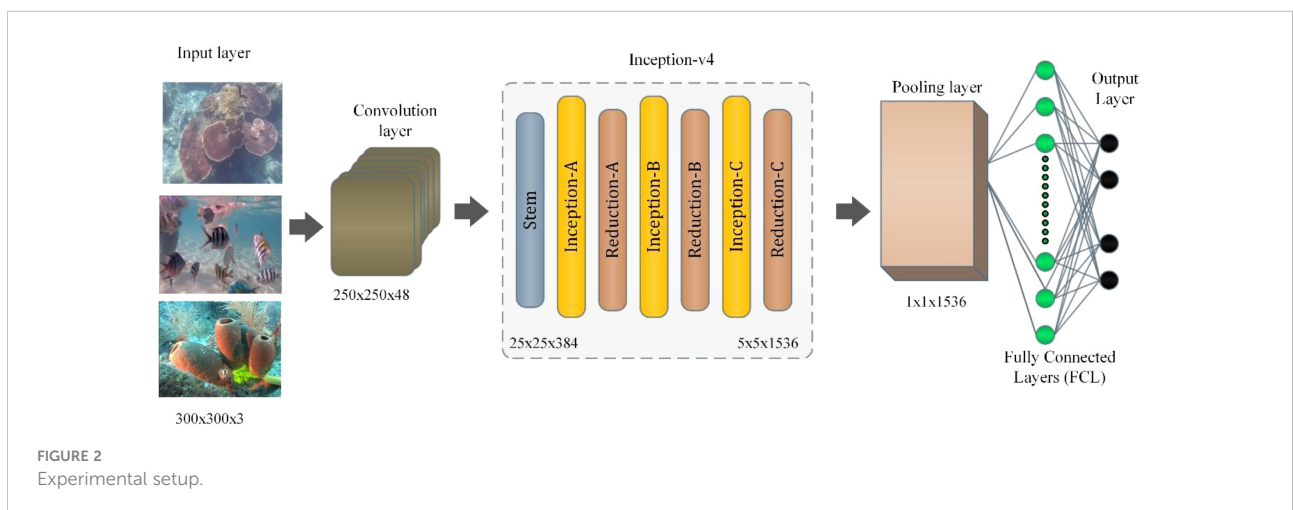 Input layer
300x300x3
Convolution
layer
250x250x48
Inception-v4
Stem
Inception-A
Reduction-A
Inception-B
Reduction-B
Inception-C
Reduction-C
25x25x384
5x5x1536
Pooling layer
1x1x1536
Fully Connected
Layers (FCL)
Output
Layer
FIGURE 2
Experimental setup.